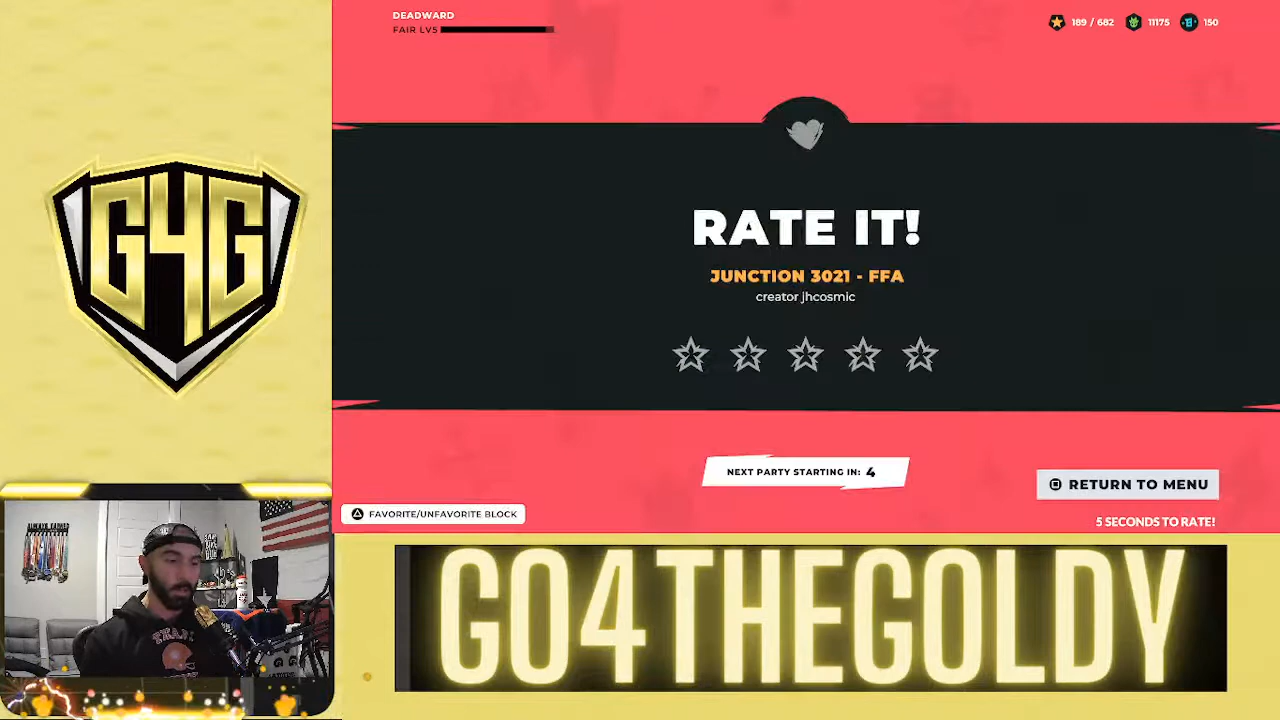 DEADWARD
FAIR LV5
189 / 682
11175
150
G4G
RATE IT!
JUNCTION 3021 - FFA
creator jhcosmic
NEXT PARTY STARTING IN: 4
RETURN TO MENU
FAVORITE/UNFAVORITE BLOCK
5 SECONDS TO RATE!
GO4THEGOLDY